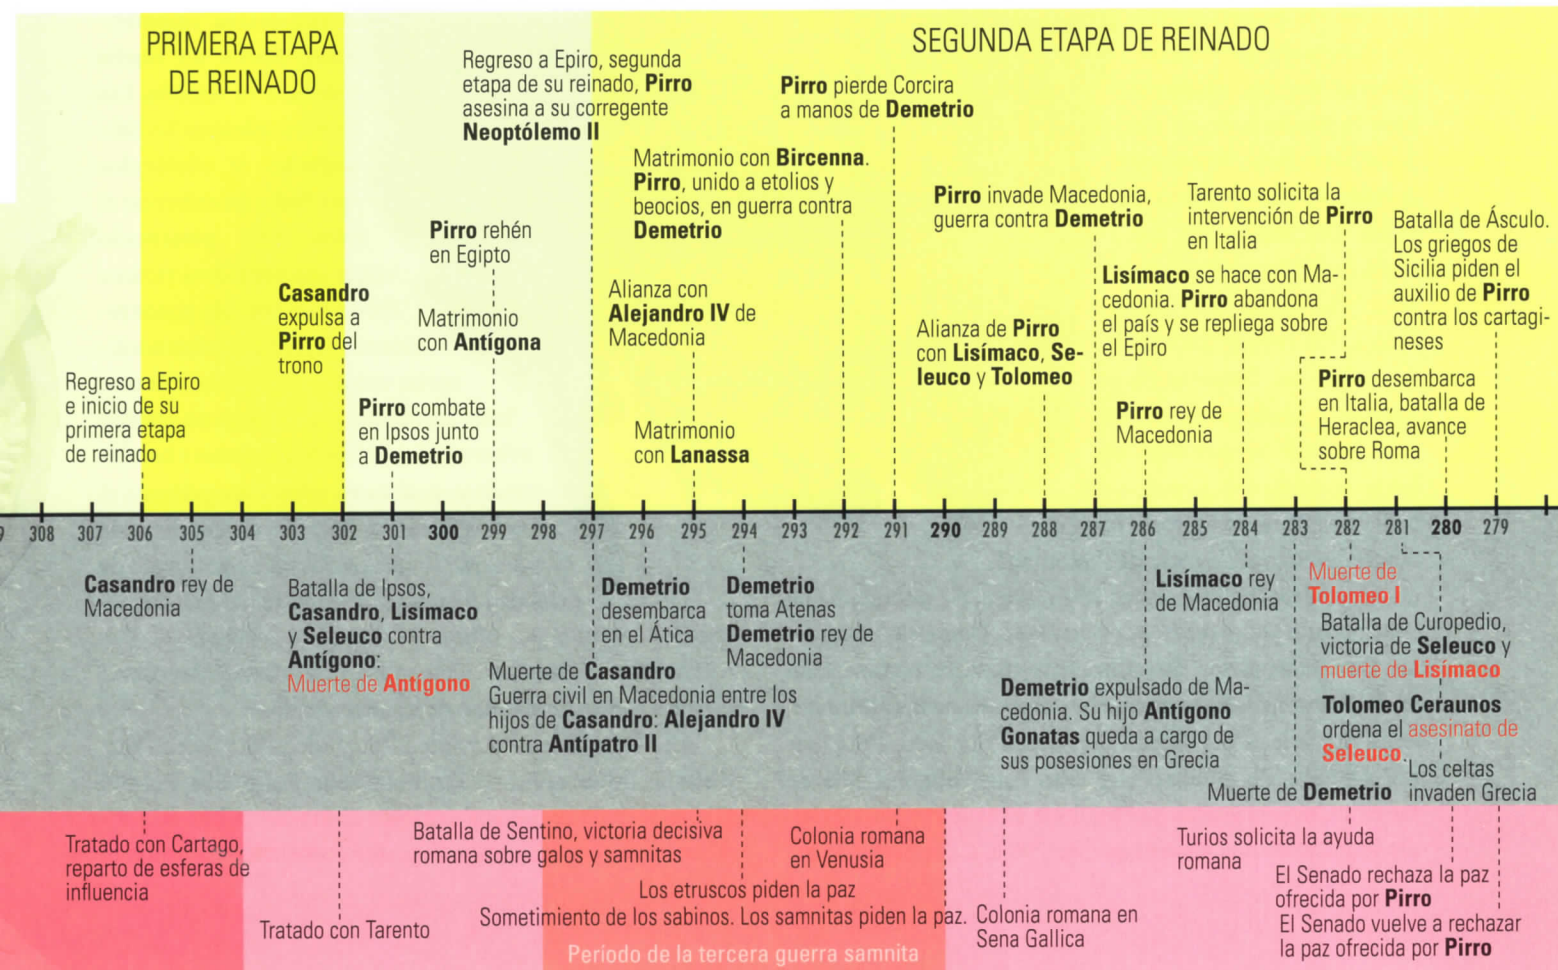 PRIMERA ETAPA
DE REINADO
SEGUNDA ETAPA DE REINADO
Regreso a Epiro
e inicio de su
primera etapa
de reinado
Casandro
expulsa a
Pirro del
trono
Pirro combate
en Ipsos junto
a Demetrio
Pirro rehén
en Egipto
Matrimonio
con Antígona
Regreso a Epiro, segunda
etapa de su reinado, Pirro
asesina a su corregente
Neoptólemo II
Alianza con
Alejandro IV de
Macedonia
Matrimonio
con Lanassa
Matrimonio con Bircenna.
Pirro, unido a etolios y
beocios, en guerra contra
Demetrio
Pirro pierde Corcira
a manos de Demetrio
Alianza de Pirro
con Lisímaco, Se-
leuco y Tolomeo
Pirro invade Macedonia,
guerra contra Demetrio
Pirro rey de
Macedonia
Lisímaco se hace con Ma-
cedonia. Pirro abandona
el país y se repliega sobre
el Epiro
Tarento solicita la
intervención de Pirro
en Italia
Pirro desembarca
en Italia, batalla de
Heraclea, avance
sobre Roma
Batalla de Ásculo.
Los griegos de
Sicilia piden el
auxilio de Pirro
contra los cartagi-
neses
9 308 307 306 305 304 303 302 301 300 299 298 297 296 295 294 293 292 291 290 289 288 287 286 285 284 283 282 281 280 279
Casandro rey de
Macedonia
Batalla de Ipsos,
Casandro, Lisímaco
y Seleuco contra
Antígono:
Muerte de Antígono
Muerte de Casandro
Guerra civil en Macedonia entre los
hijos de Casandro: Alejandro IV
contra Antípatro II
Demetrio
desembarca
en el Ática
Demetrio
toma Atenas
Demetrio rey de
Macedonia
Demetrio expulsado de Ma-
cedonia. Su hijo Antígono
Gonatas queda a cargo de
sus posesiones en Grecia
Lisímaco rey
de Macedonia
Muerte de Demetrio
Muerte de
Tolomeo I
Batalla de Curopedio,
victoria de Seleuco y
muerte de Lisímaco
Tolomeo Ceraunos
ordena el asesinato de
Seleuco.
Los celtas
invaden Grecia
Tratado con Cartago,
reparto de esferas de
influencia
Tratado con Tarento
Batalla de Sentino, victoria decisiva
romana sobre galos y samnitas
Los etruscos piden la paz
Colonia romana
en Venusia
Sometimiento de los sabinos. Los samnitas piden la paz.
Período de la tercera guerra samnita
Colonia romana en
Sena Gallica
Turios solicita la ayuda
romana
El Senado rechaza la paz
ofrecida por Pirro
El Senado vuelve a rechazar
la paz ofrecida por Pirro